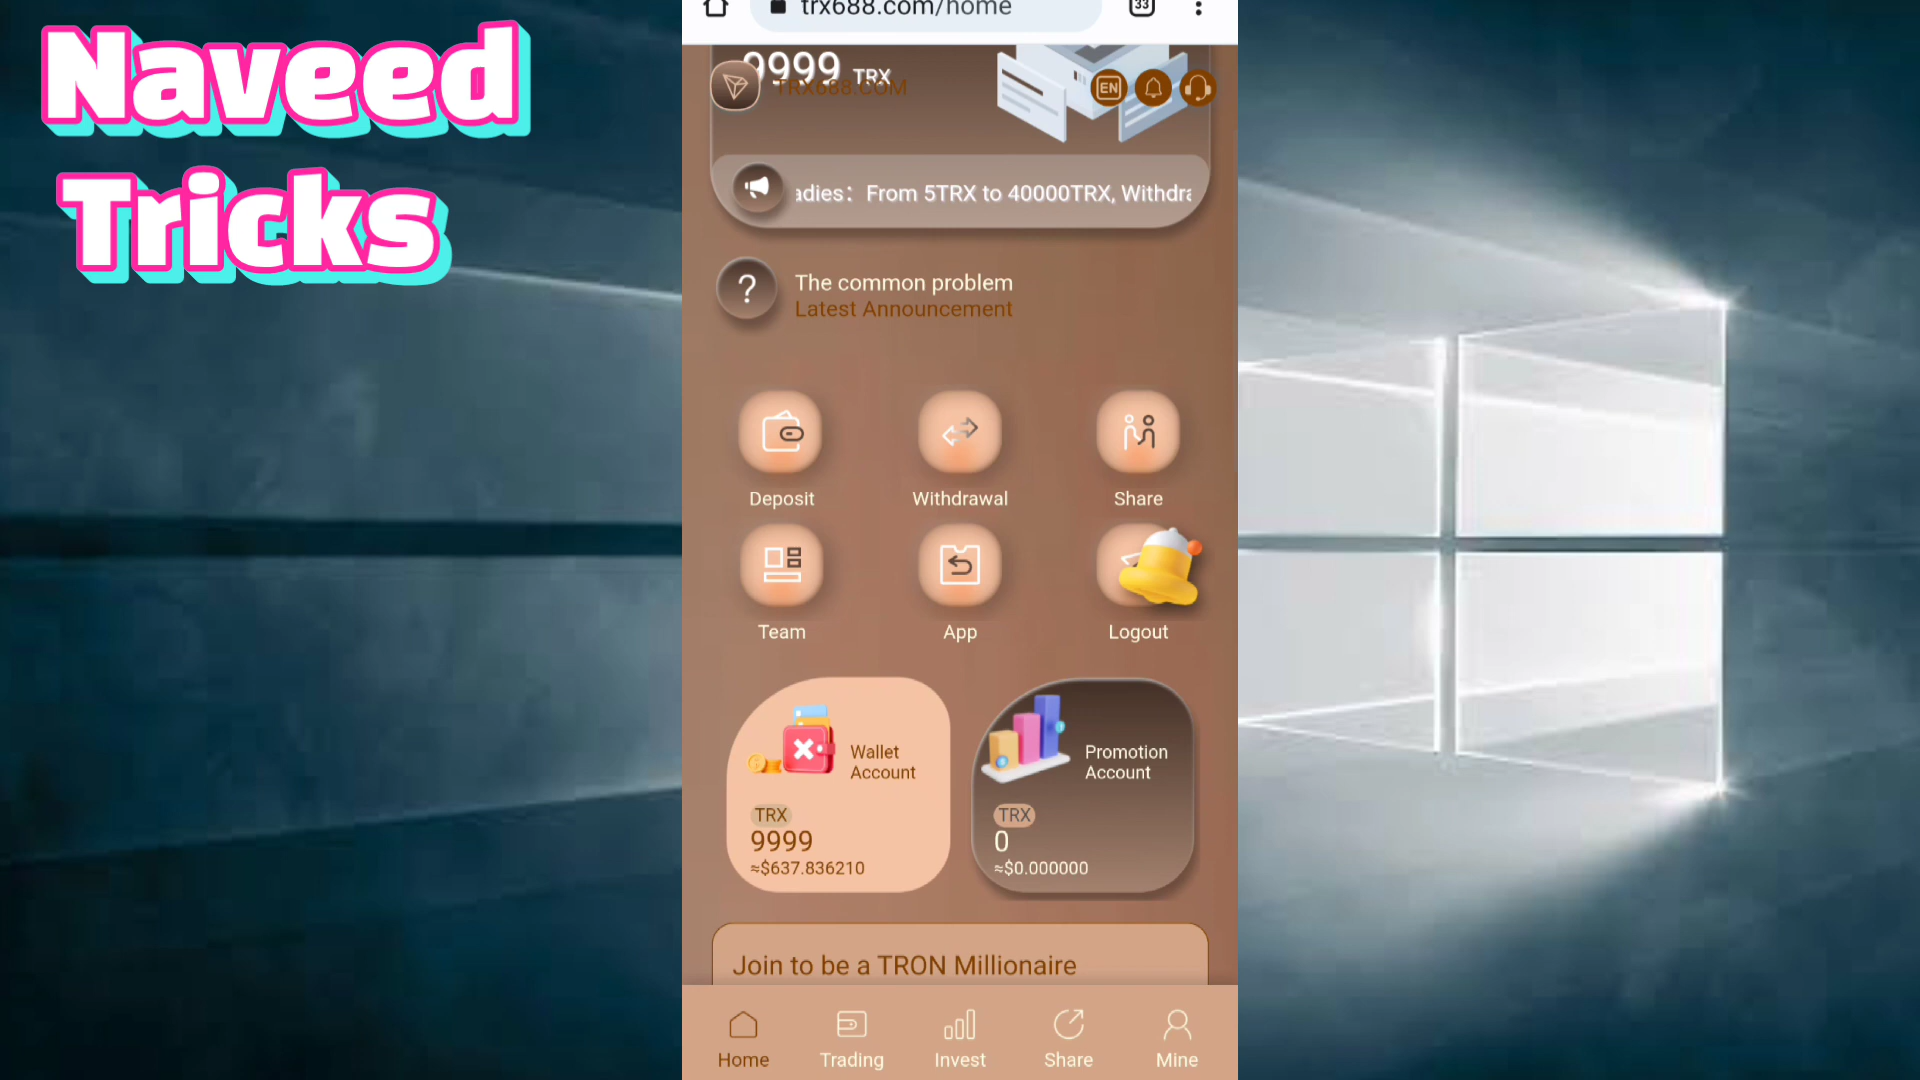 Naveed
Tricks
trx688.com/home
33
9999 TRX
TRX688.COM
EN
adies: From 5TRX to 40000TRX, Withdra
?
The common problem
Latest Announcement
Deposit
Withdrawal
Share
Team
App
Logout
Wallet
Account
TRX
9999
≈$637.836210
Promotion
Account
TRX
0
≈$0.000000
Join to be a TRON Millionaire
Home
Trading
Invest
Share
Mine